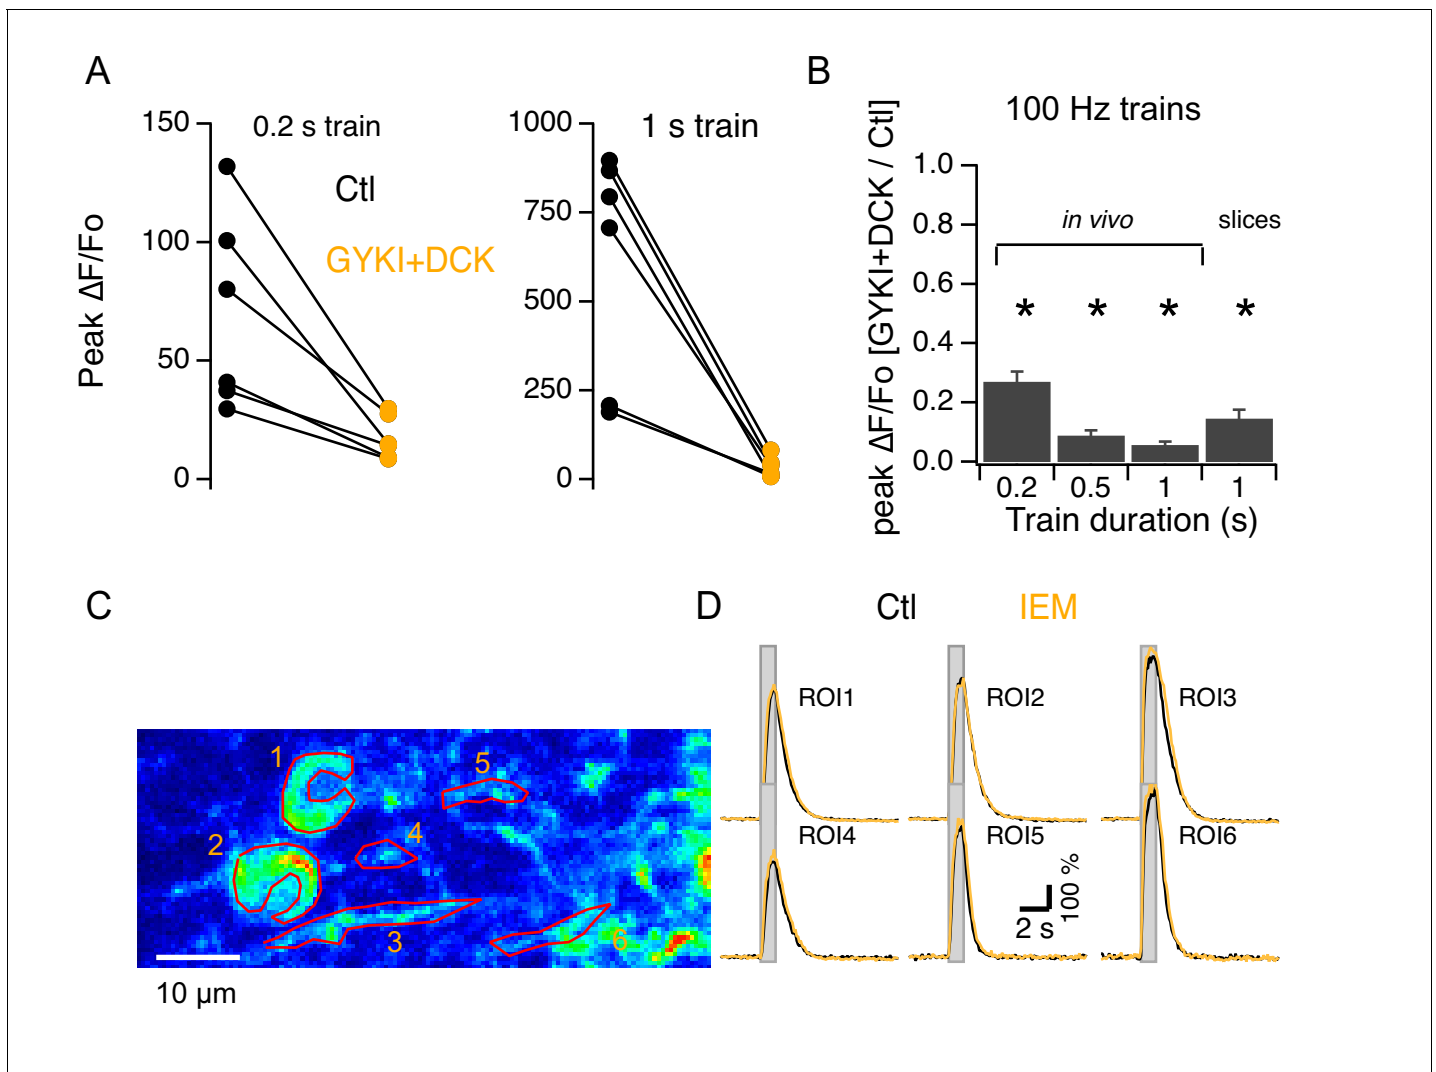 A
B
0.2 s train
1 s train
100 Hz trains
Peak ΔF/Fo
150
100
50
0
Ctl
GYKI+DCK
1000
750
500
250
0
peak ΔF/Fo [GYKI+DCK / Ctl]
1.0
0.8
0.6
0.4
0.2
0.0
in vivo
slices
* * * *
0.2 0.5 1 1
Train duration (s)
C
1
2
3
4
5
6
10 µm
D
Ctl
IEM
ROI1
ROI2
ROI3
ROI4
ROI5
ROI6
2 s
100 %